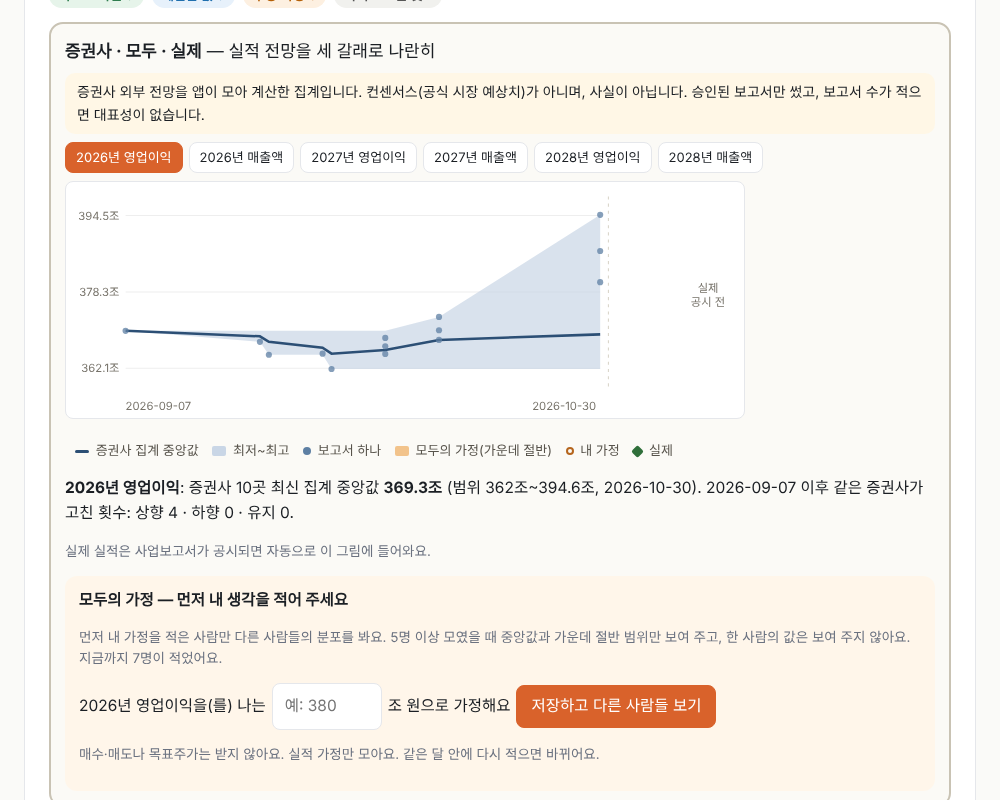 증권사 · 모두 · 실제 — 실적 전망을 세 갈래로 나란히
증권사 외부 전망을 앱이 모아 계산한 집계입니다. 컨센서스(공식 시장 예상치)가 아니며, 사실이 아닙니다. 승인된 보고서만 썼고, 보고서 수가 적으
면 대표성이 없습니다.
2026년 영업이익 2026년 매출액 2027년 영업이익 2027년 매출액 2028년 영업이익 2028년 매출액
394.5조
378.3조
실제
공시 전
362.1조
2026-09-07 2026-10-30
증권사 집계 중앙값 최저~최고 보고서 하나 모두의 가정(가운데 절반) 내 가정 실제
2026년 영업이익: 증권사 10곳 최신 집계 중앙값 369.3조 (범위 362조~394.6조, 2026-10-30). 2026-09-07 이후 같은 증권사가
고친 횟수: 상향 4 · 하향 0 · 유지 0.
실제 실적은 사업보고서가 공시되면 자동으로 이 그림에 들어와요.
모두의 가정 — 먼저 내 생각을 적어 주세요
먼저 내 가정을 적은 사람만 다른 사람들의 분포를 봐요. 5명 이상 모였을 때 중앙값과 가운데 절반 범위만 보여 주고, 한 사람의 값은 보여 주지 않아요.
지금까지 7명이 적었어요.
2026년 영업이익을(를) 나는 예: 380 조 원으로 가정해요 저장하고 다른 사람들 보기
매수·매도나 목표주가는 받지 않아요. 실적 가정만 모아요. 같은 달 안에 다시 적으면 바뀌어요.